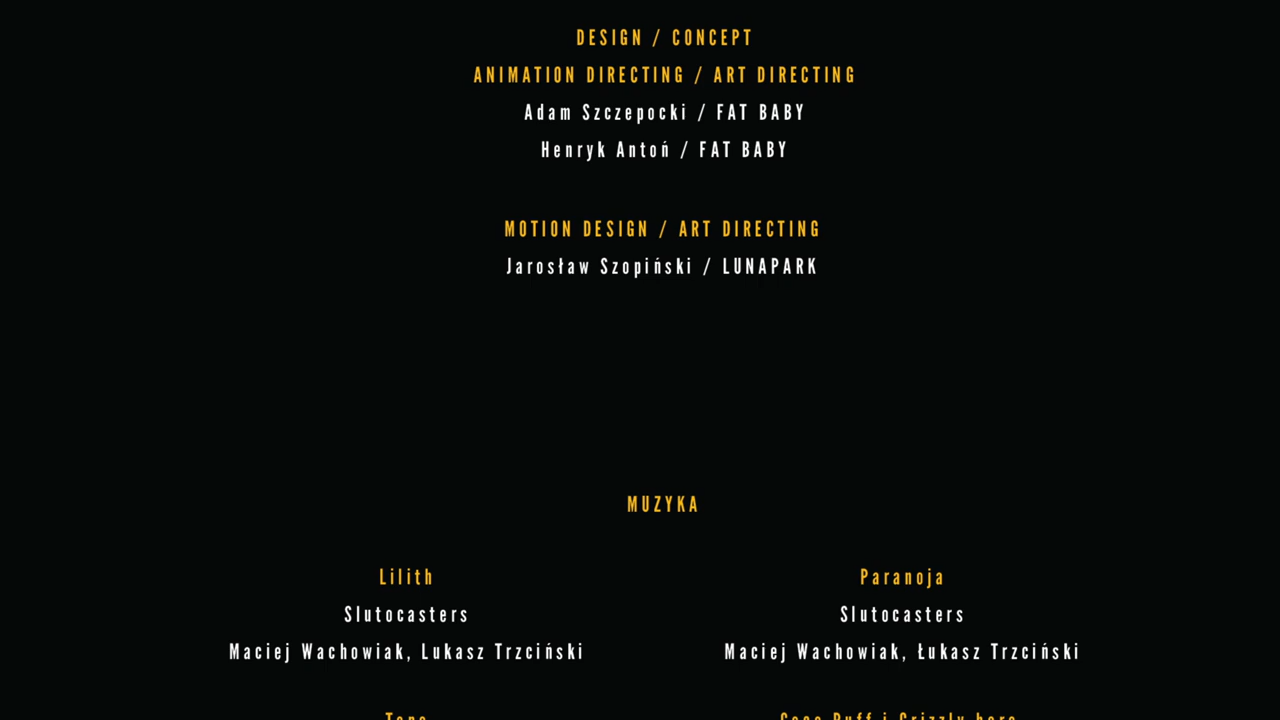 DESIGN / CONCEPT
ANIMATION DIRECTING / ART DIRECTING
Adam Szczepocki / FAT BABY
Henryk Antoń / FAT BABY
MOTION DESIGN / ART DIRECTING
Jarosław Szopiński / LUNAPARK
MUZYKA
Lilith
Slutocasters
Maciej Wachowiak, Lukasz Trzciński
Paranoja
Slutocasters
Maciej Wachowiak, Łukasz Trzciński